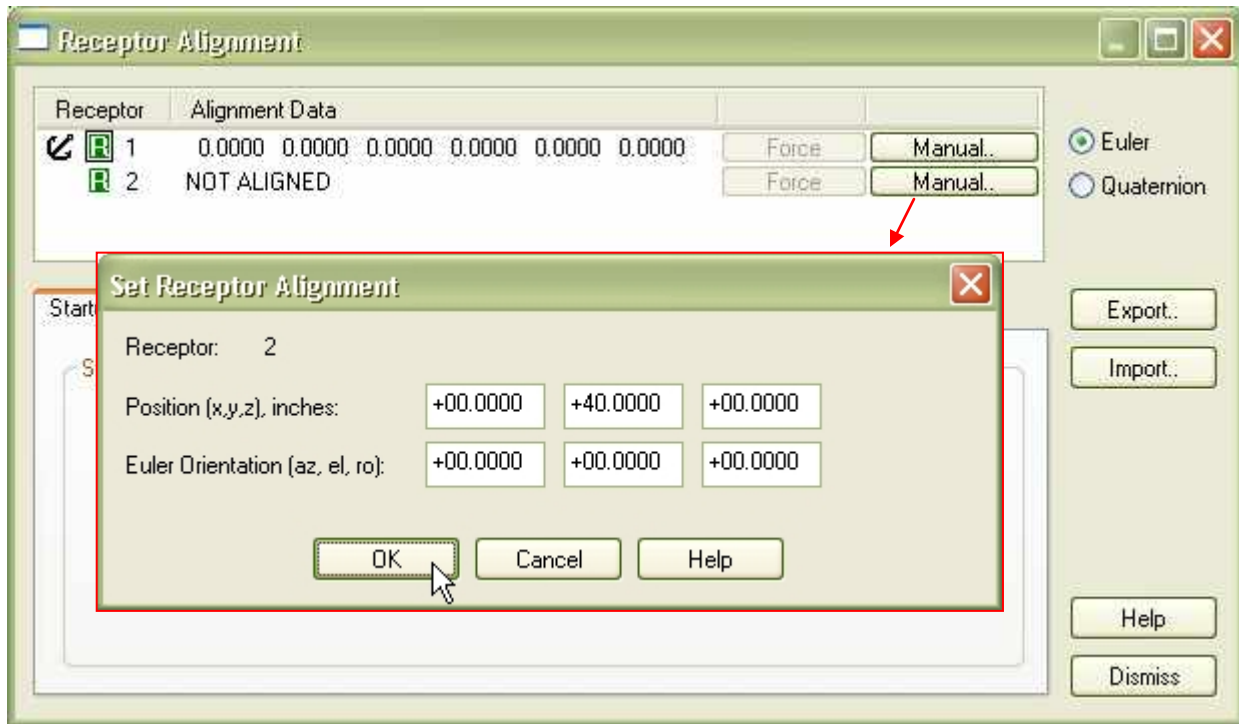 Receptor Alignment
Receptor Alignment Data
1 0.0000 0.0000 0.0000 0.0000 0.0000 0.0000 Force Manual..
2 NOT ALIGNED Force Manual..
Euler
Quaternion
Set Receptor Alignment
Receptor: 2
Position (x,y,z), inches: +00.0000 +40.0000 +00.0000
Euler Orientation (az, el, ro): +00.0000 +00.0000 +00.0000
OK Cancel Help
Start
S
Export..
Import..
Help
Dismiss